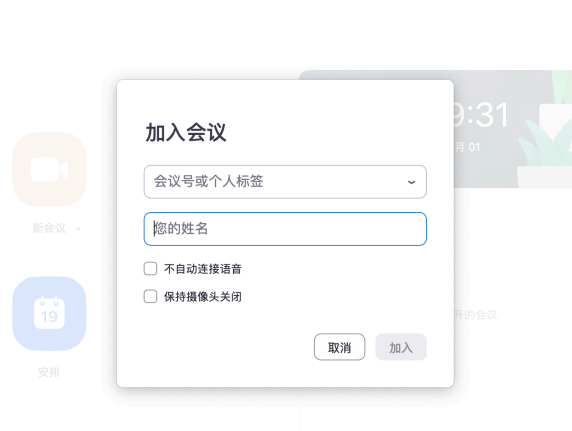 加入会议
会议号或个人标签
您的姓名
不自动连接语音
保持摄像头关闭
取消
加入
新会议
19
安排
9:31
月 01
开的会议